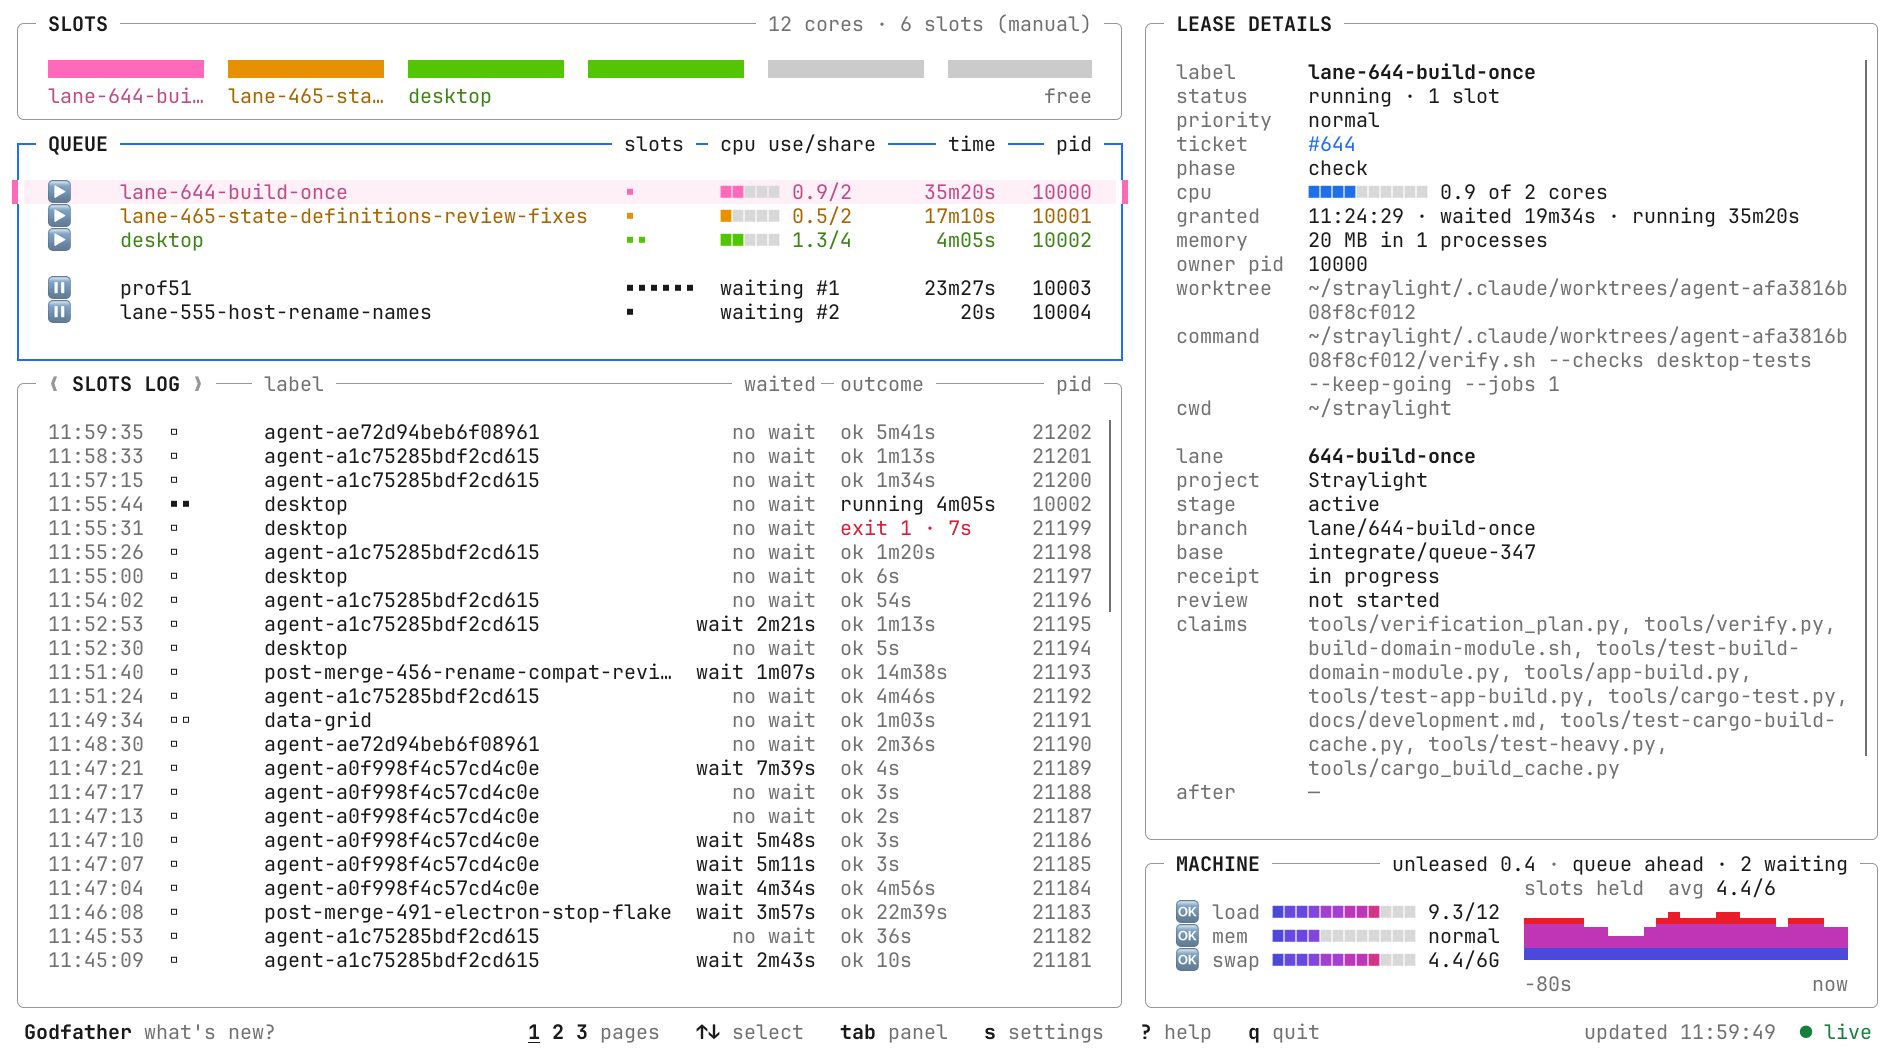 SLOTS 12 cores · 6 slots (manual)
lane-644-bui… lane-465-sta… desktop free
QUEUE slots cpu use/share time pid
lane-644-build-once 0.9/2 35m20s 10000
lane-465-state-definitions-review-fixes 0.5/2 17m10s 10001
desktop 1.3/4 4m05s 10002
prof51 waiting #1 23m27s 10003
lane-555-host-rename-names waiting #2 20s 10004
⟪ SLOTS LOG ⟫ label waited outcome pid
11:59:35 agent-ae72d94beb6f08961 no wait ok 5m41s 21202
11:58:33 agent-a1c75285bdf2cd615 no wait ok 1m13s 21201
11:57:15 agent-a1c75285bdf2cd615 no wait ok 1m34s 21200
11:55:44 desktop no wait running 4m05s 10002
11:55:31 desktop no wait exit 1 · 7s 21199
11:55:26 agent-a1c75285bdf2cd615 no wait ok 1m20s 21198
11:55:00 desktop no wait ok 6s 21197
11:54:02 agent-a1c75285bdf2cd615 no wait ok 54s 21196
11:52:53 agent-a1c75285bdf2cd615 wait 2m21s ok 1m13s 21195
11:52:30 desktop no wait ok 5s 21194
11:51:40 post-merge-456-rename-compat-revi… wait 1m07s ok 14m38s 21193
11:51:24 agent-a1c75285bdf2cd615 no wait ok 4m46s 21192
11:49:34 data-grid no wait ok 1m03s 21191
11:48:30 agent-ae72d94beb6f08961 no wait ok 2m36s 21190
11:47:21 agent-a0f998f4c57cd4c0e wait 7m39s ok 4s 21189
11:47:17 agent-a0f998f4c57cd4c0e no wait ok 3s 21188
11:47:13 agent-a0f998f4c57cd4c0e no wait ok 2s 21187
11:47:10 agent-a0f998f4c57cd4c0e wait 5m48s ok 3s 21186
11:47:07 agent-a0f998f4c57cd4c0e wait 5m11s ok 3s 21185
11:47:04 agent-a0f998f4c57cd4c0e wait 4m34s ok 4m56s 21184
11:46:08 post-merge-491-electron-stop-flake wait 3m57s ok 22m39s 21183
11:45:53 agent-a1c75285bdf2cd615 no wait ok 36s 21182
11:45:09 agent-a1c75285bdf2cd615 wait 2m43s ok 10s 21181
LEASE DETAILS
label lane-644-build-once
status running · 1 slot
priority normal
ticket #644
phase check
cpu 0.9 of 2 cores
granted 11:24:29 · waited 19m34s · running 35m20s
memory 20 MB in 1 processes
owner pid 10000
worktree ~/straylight/.claude/worktrees/agent-afa3816b
08f8cf012
command ~/straylight/.claude/worktrees/agent-afa3816b
08f8cf012/verify.sh --checks desktop-tests
--keep-going --jobs 1
cwd ~/straylight
lane 644-build-once
project Straylight
stage active
branch lane/644-build-once
base integrate/queue-347
receipt in progress
review not started
claims tools/verification_plan.py, tools/verify.py,
build-domain-module.sh, tools/test-build-
domain-module.py, tools/app-build.py,
tools/test-app-build.py, tools/cargo-test.py,
docs/development.md, tools/test-cargo-build-
cache.py, tools/test-heavy.py,
tools/cargo_build_cache.py
after —
MACHINE unleased 0.4 · queue ahead · 2 waiting
slots held avg 4.4/6
OK load 9.3/12
OK mem normal
OK swap 4.4/6G
-80s now
Godfather what's new? 1 2 3 pages ↑↓ select tab panel s settings ? help q quit updated 11:59:49 ● live